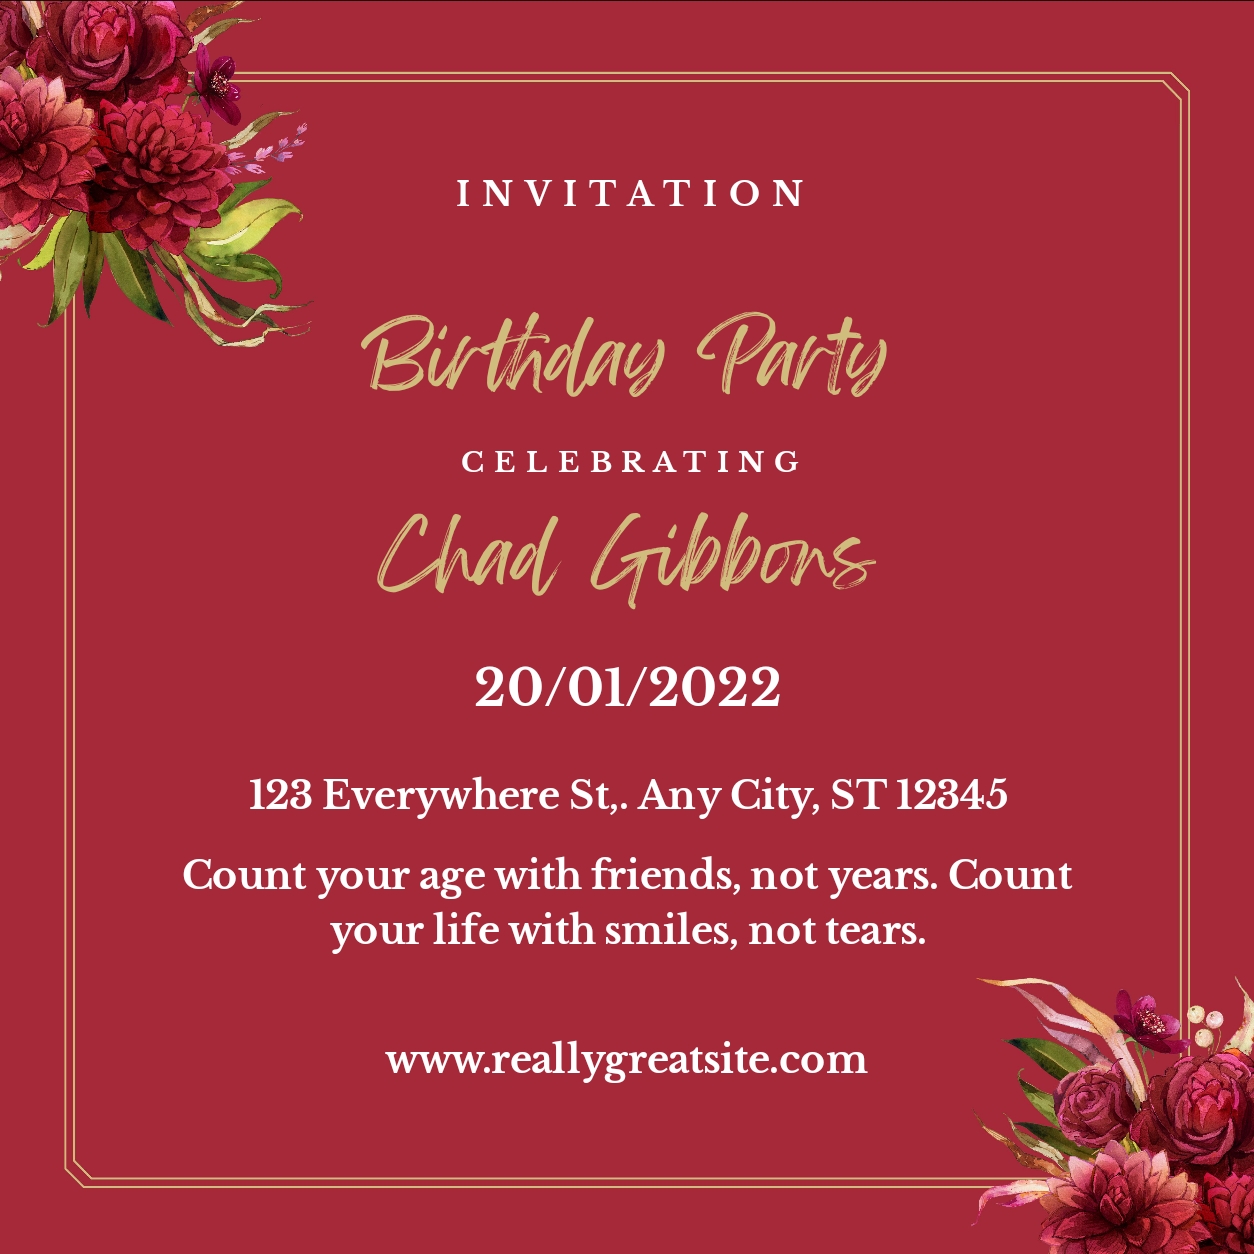 INVITATION
Birthday Party
CELEBRATING
Chad Gibbons
20/01/2022
123 Everywhere St,. Any City, ST 12345
Count your age with friends, not years. Count
your life with smiles, not tears.
www.reallygreatsite.com